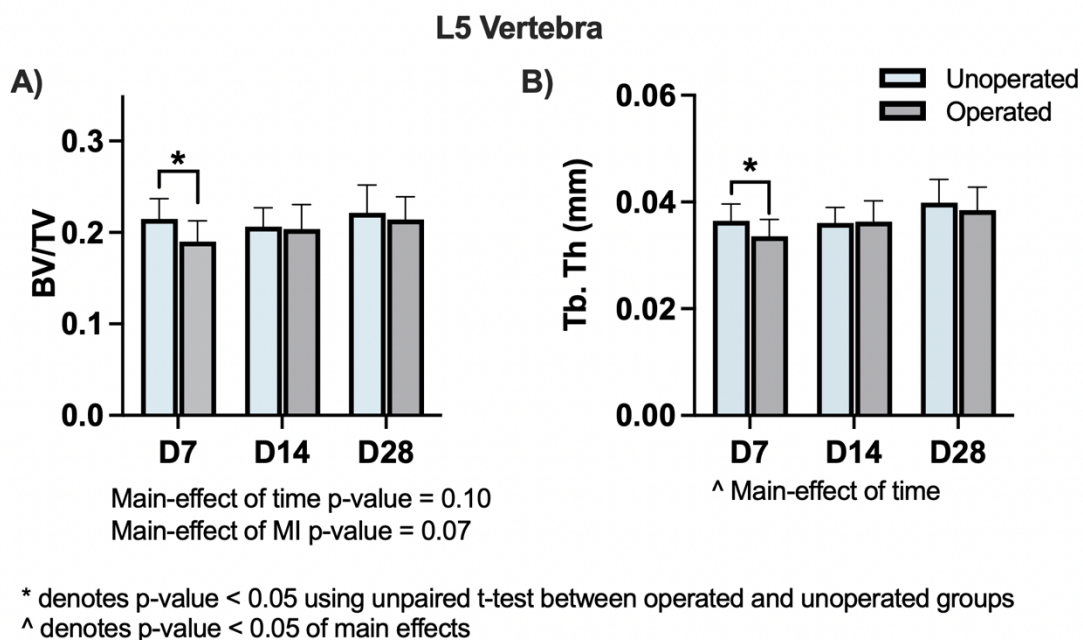 L5 Vertebra
A)
BV/TV
0.3
0.2
0.1
0.0
*
D7 D14 D28
Main-effect of time p-value = 0.10
Main-effect of MI p-value = 0.07
B)
Unoperated
Operated
Tb. Th (mm)
0.06
0.04
0.02
0.00
*
D7 D14 D28
^ Main-effect of time
* denotes p-value < 0.05 using unpaired t-test between operated and unoperated groups
^ denotes p-value < 0.05 of main effects